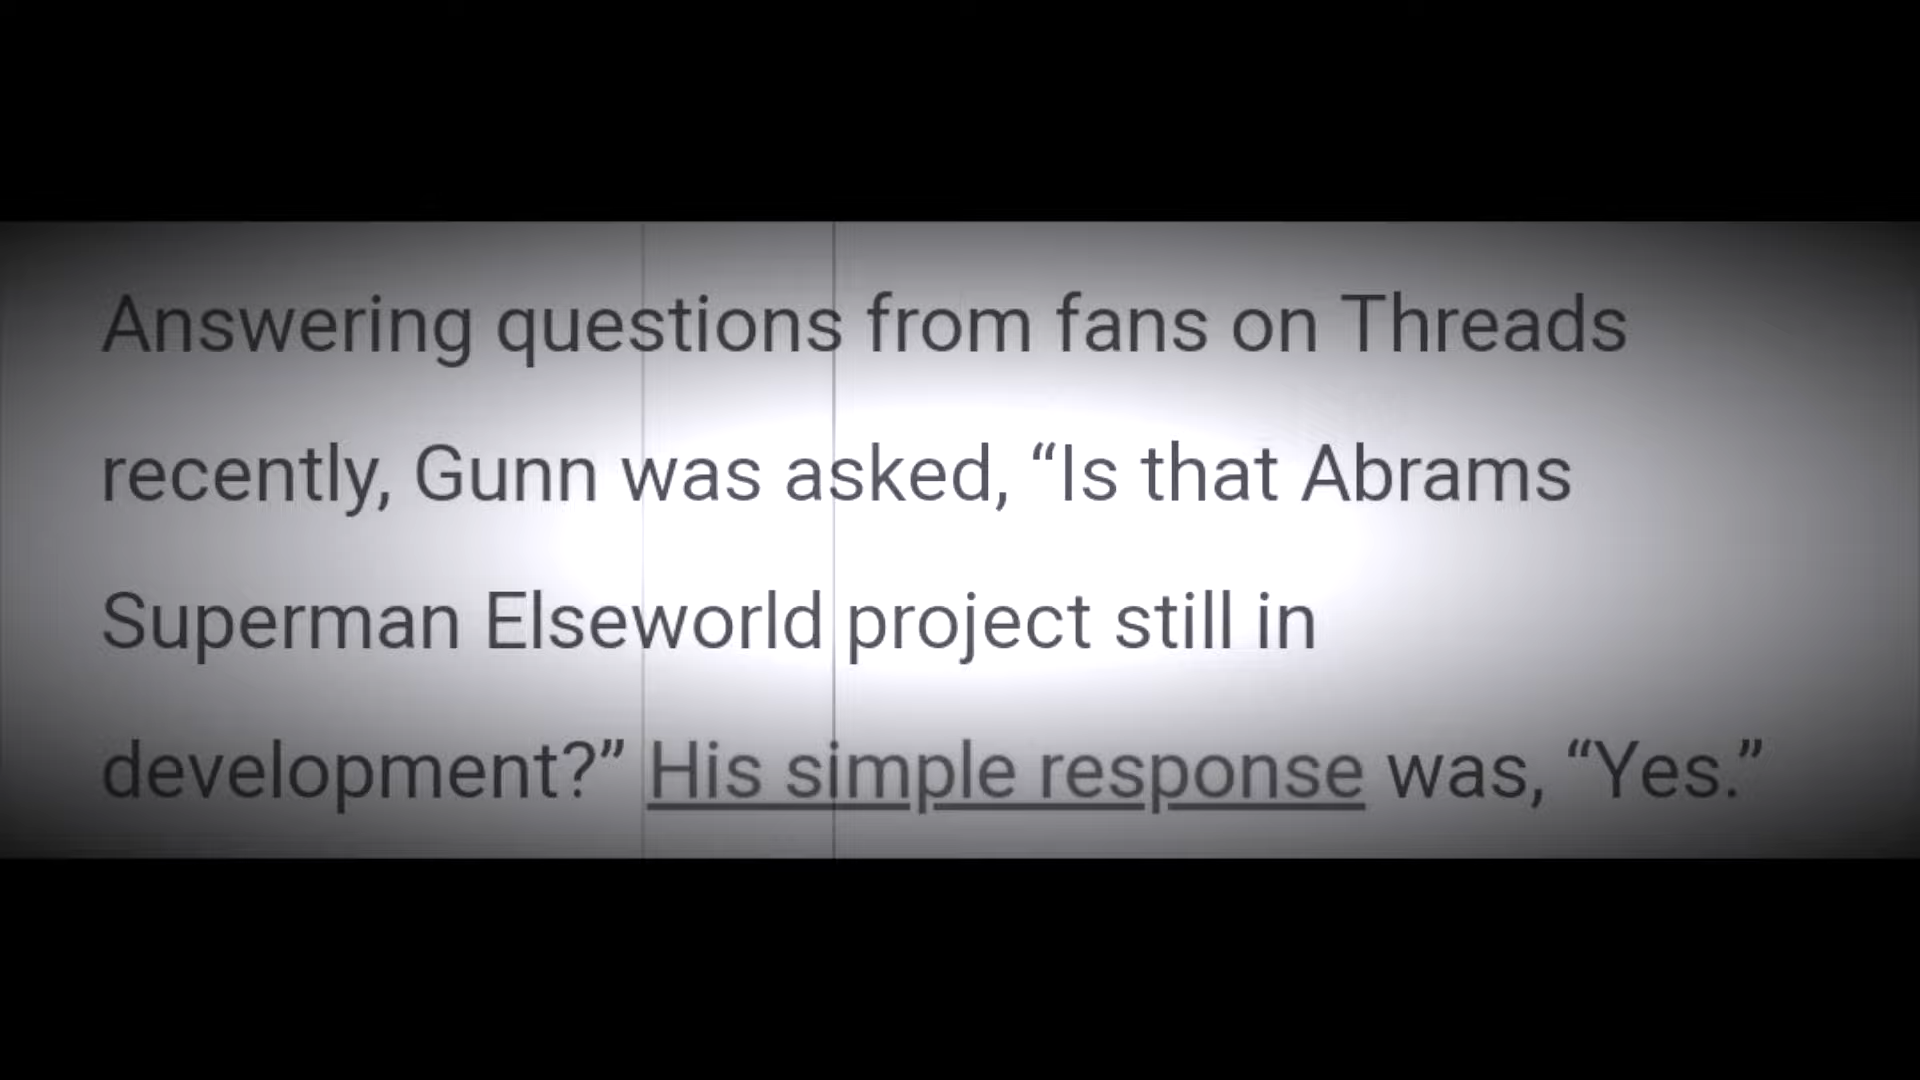 Answering questions from fans on Threads
recently, Gunn was asked, “Is that Abrams
Superman Elseworld project still in
development?” His simple response was, “Yes.”